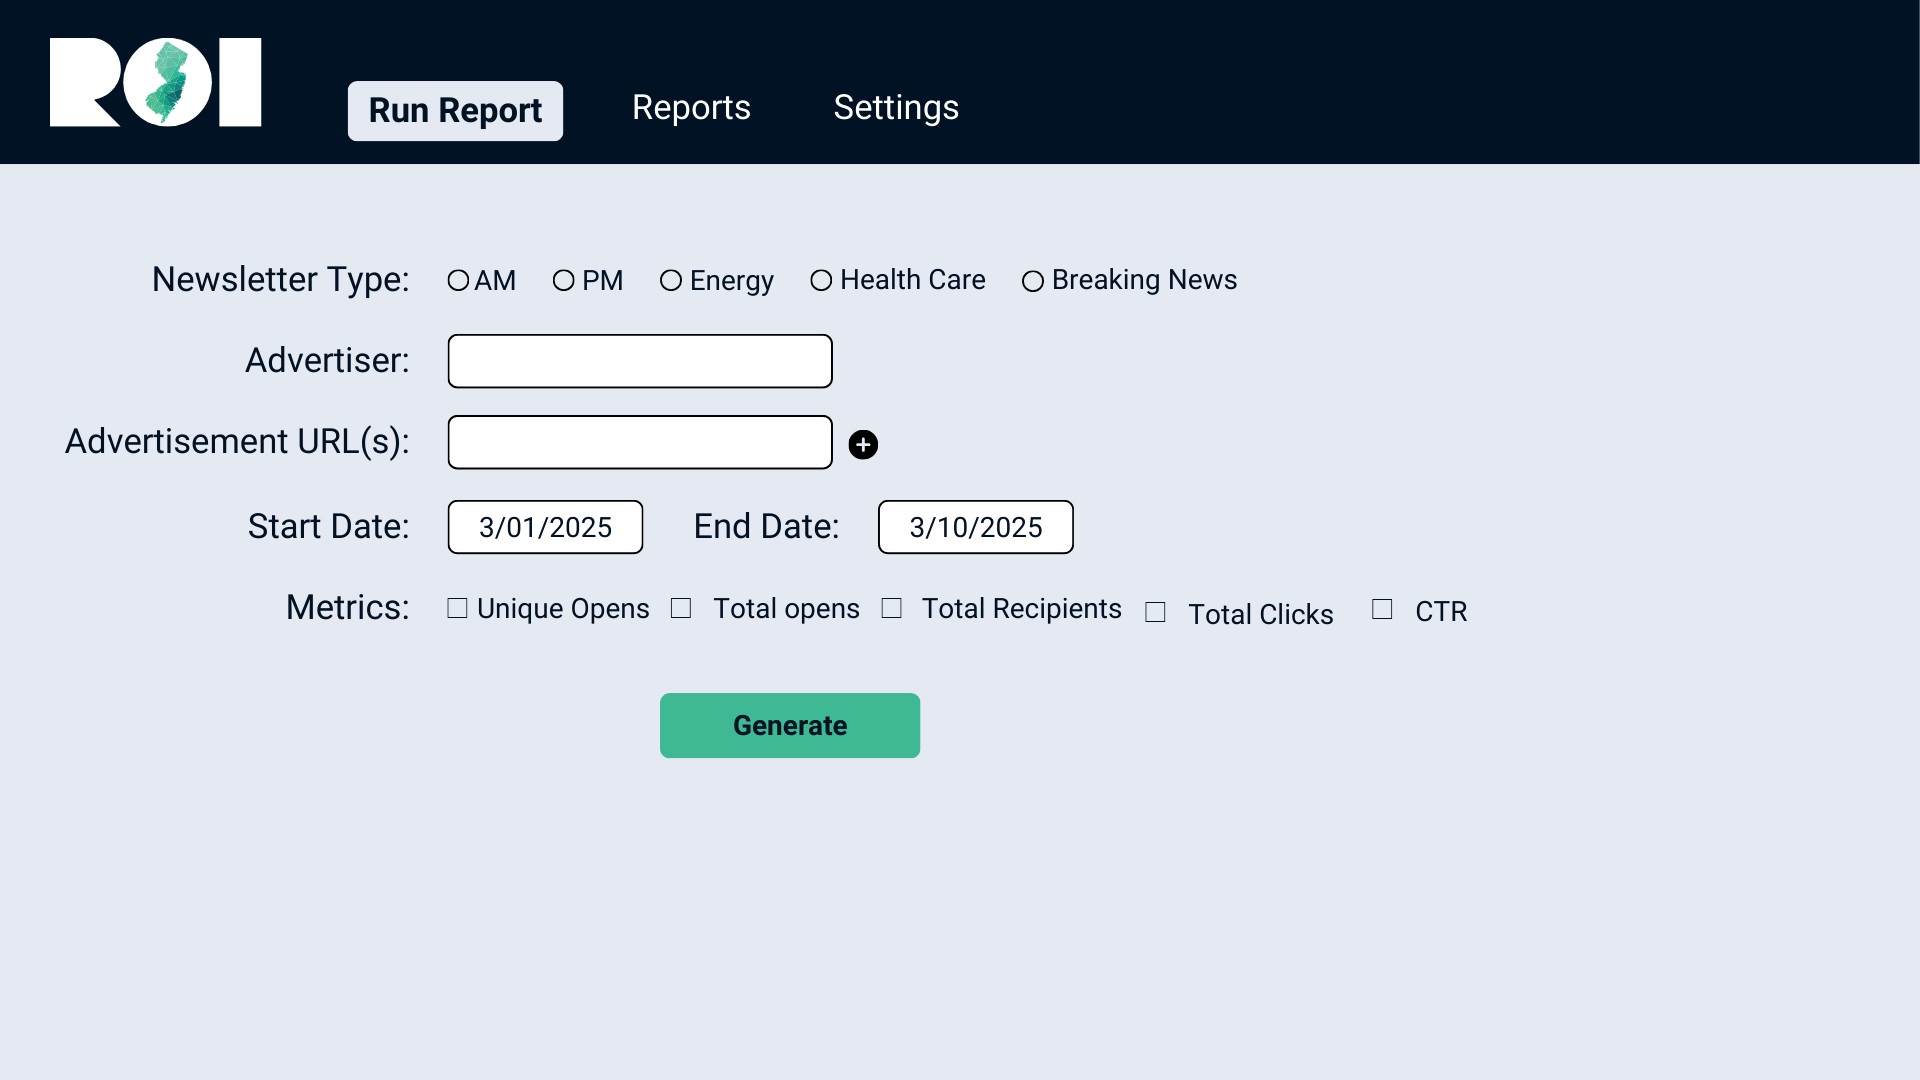 ROI
Run Report Reports Settings
Newsletter Type: AM PM Energy Health Care Breaking News
Advertiser:
Advertisement URL(s):
Start Date: 3/01/2025 End Date: 3/10/2025
Metrics: Unique Opens Total opens Total Recipients Total Clicks CTR
Generate